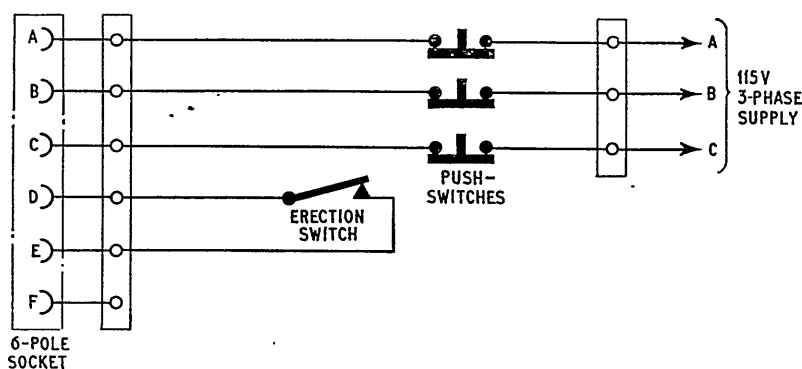 A
B
C
D
E
F
6-POLE
SOCKET
ERECTION
SWITCH
PUSH-
SWITCHES
A
B
C
115V
3-PHASE
SUPPLY